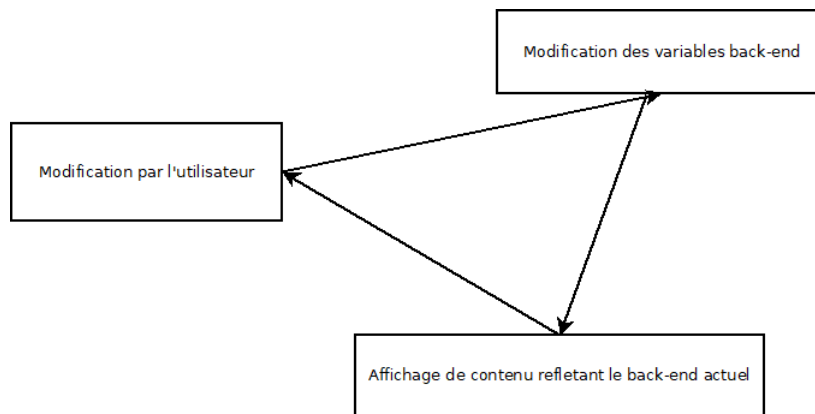 Modification des variables back-end
Modification par l'utilisateur
Affichage de contenu refletant le back-end actuel